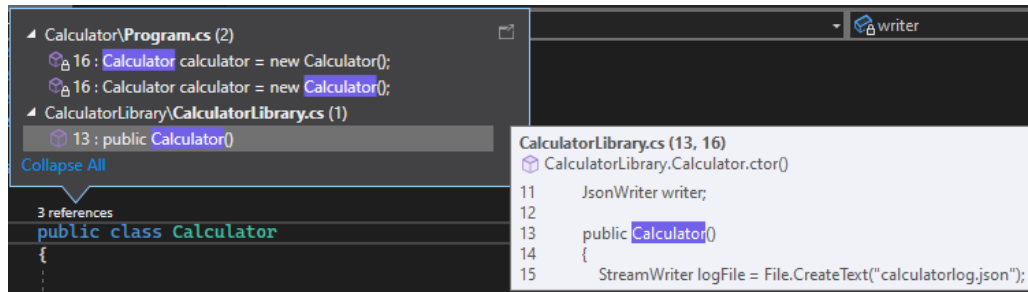 writer
Calculator\Program.cs (2)
16 : Calculator calculator = new Calculator();
16 : Calculator calculator = new Calculator();
CalculatorLibrary\CalculatorLibrary.cs (1)
13 : public Calculator()
Collapse All
3 references
public class Calculator
{
CalculatorLibrary.cs (13, 16)
CalculatorLibrary.Calculator.ctor()
11 JsonWriter writer;
12
13 public Calculator()
14 {
15 StreamWriter logFile = File.CreateText("calculatorlog.json");